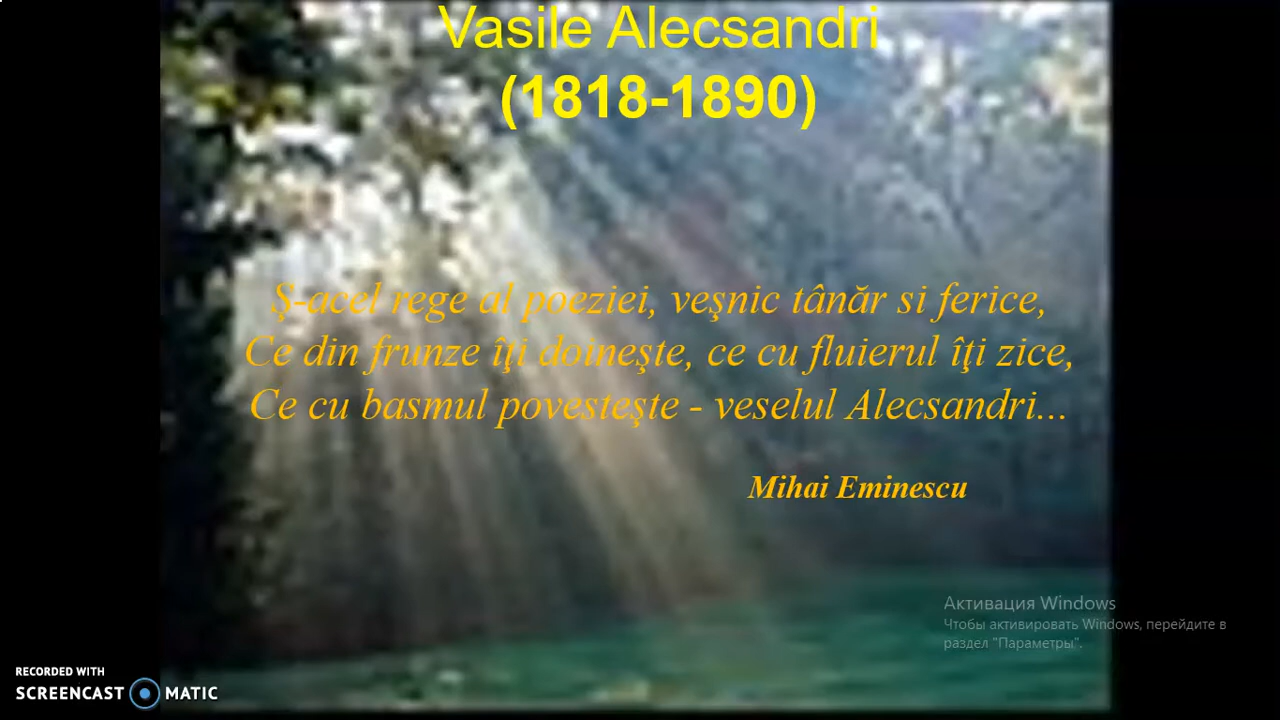 Vasile Alecsandri
(1818-1890)
Ş-acel rege al poeziei, veşnic tânăr si ferice,
Ce din frunze îţi doineşte, ce cu fluierul îţi zice,
Ce cu basmul povesteşte - veselul Alecsandri...
Mihai Eminescu
Активация Windows
Чтобы активировать Windows, перейдите в
раздел "Параметры".
RECORDED WITH
SCREENCAST MATIC